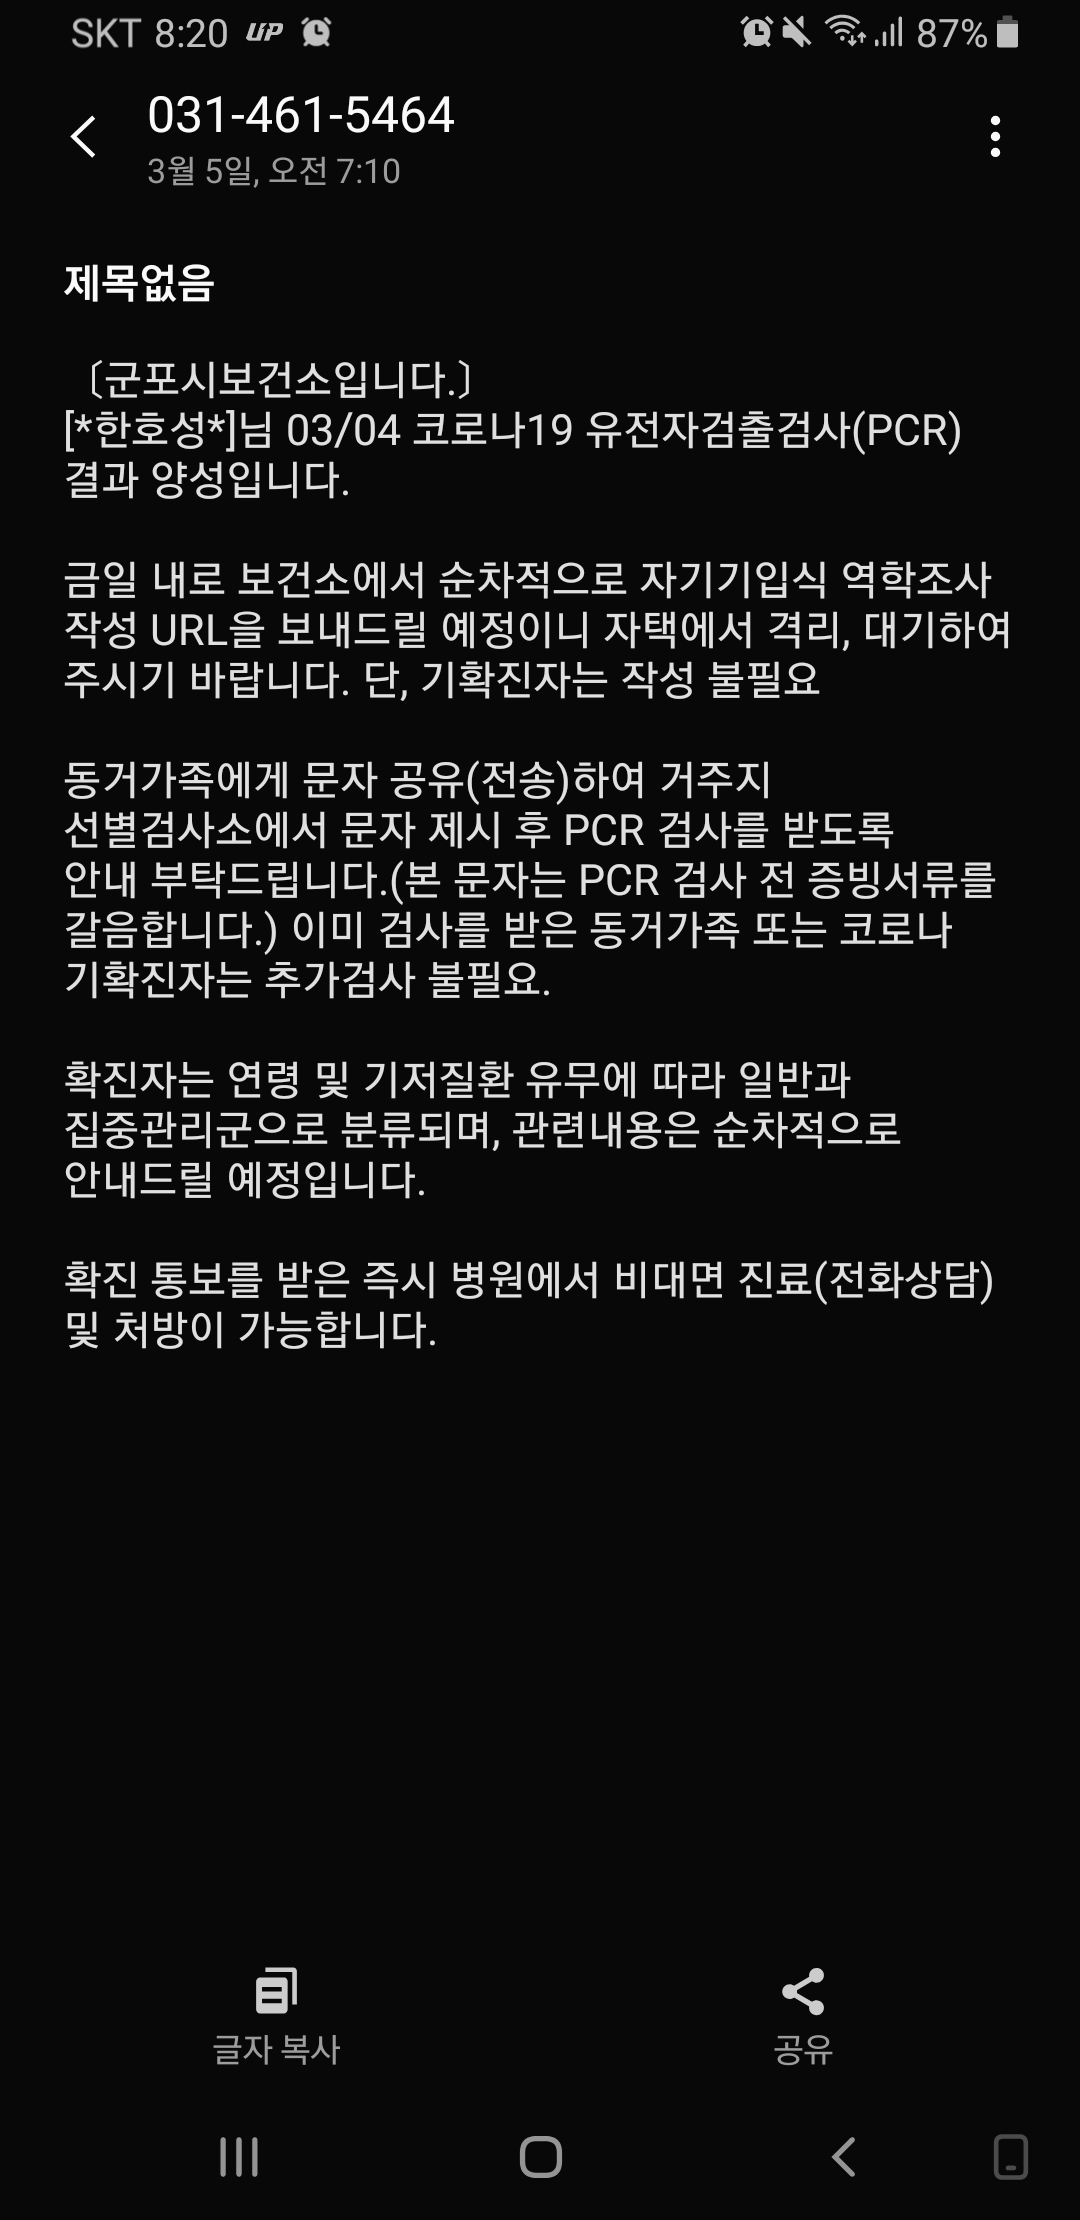 SKT 8:20 UP 87%
031-461-5464
3월 5일, 오전 7:10
제목없음
〔군포시보건소입니다.〕
[*한호성*]님 03/04 코로나19 유전자검출검사(PCR)
결과 양성입니다.
금일 내로 보건소에서 순차적으로 자기기입식 역학조사
작성 URL을 보내드릴 예정이니 자택에서 격리, 대기하여
주시기 바랍니다. 단, 기확진자는 작성 불필요
동거가족에게 문자 공유(전송)하여 거주지
선별검사소에서 문자 제시 후 PCR 검사를 받도록
안내 부탁드립니다.(본 문자는 PCR 검사 전 증빙서류를
갈음합니다.) 이미 검사를 받은 동거가족 또는 코로나
기확진자는 추가검사 불필요.
확진자는 연령 및 기저질환 유무에 따라 일반과
집중관리군으로 분류되며, 관련내용은 순차적으로
안내드릴 예정입니다.
확진 통보를 받은 즉시 병원에서 비대면 진료(전화상담)
및 처방이 가능합니다.
글자 복사
공유